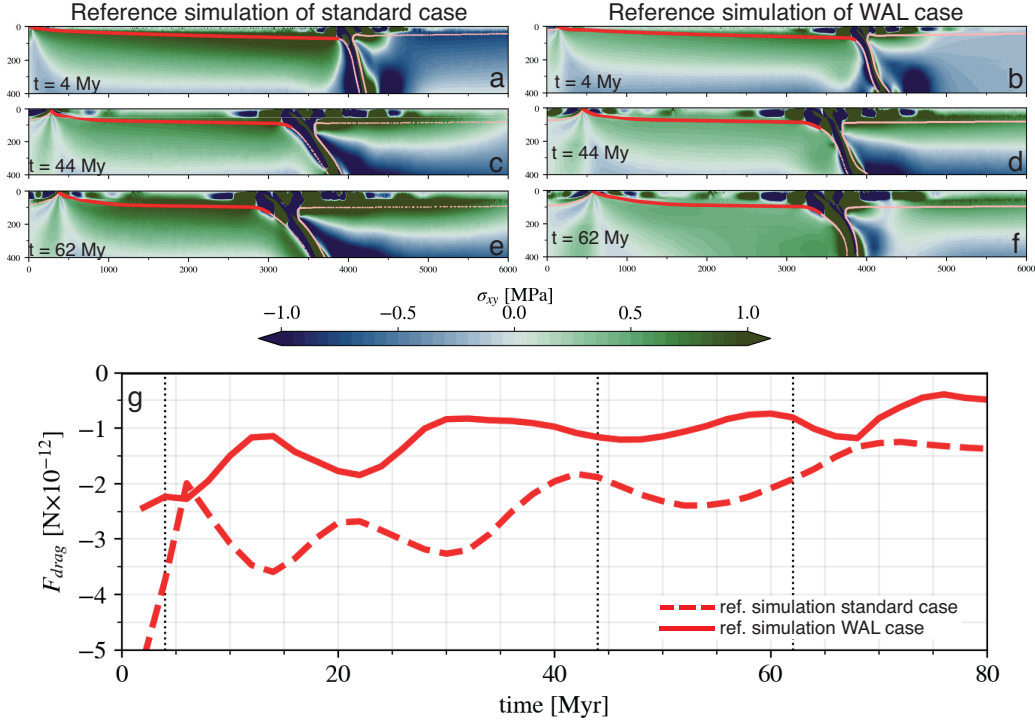 Reference simulation of standard case
Reference simulation of WAL case
0
200
400
t = 4 My
a
0
200
400
t = 4 My
b
0
200
400
t = 44 My
c
0
200
400
t = 44 My
d
0
200
400
t = 62 My
e
0
200
400
t = 62 My
f
0 1000 2000 3000 4000 5000 6000
0 1000 2000 3000 4000 5000 6000
σxy [MPa]
−1.0 −0.5 0.0 0.5 1.0
g
0
-1
-2
-3
-4
-5
Fdrag [N×10−12]
ref. simulation standard case
ref. simulation WAL case
0 20 40 60 80
time [Myr]